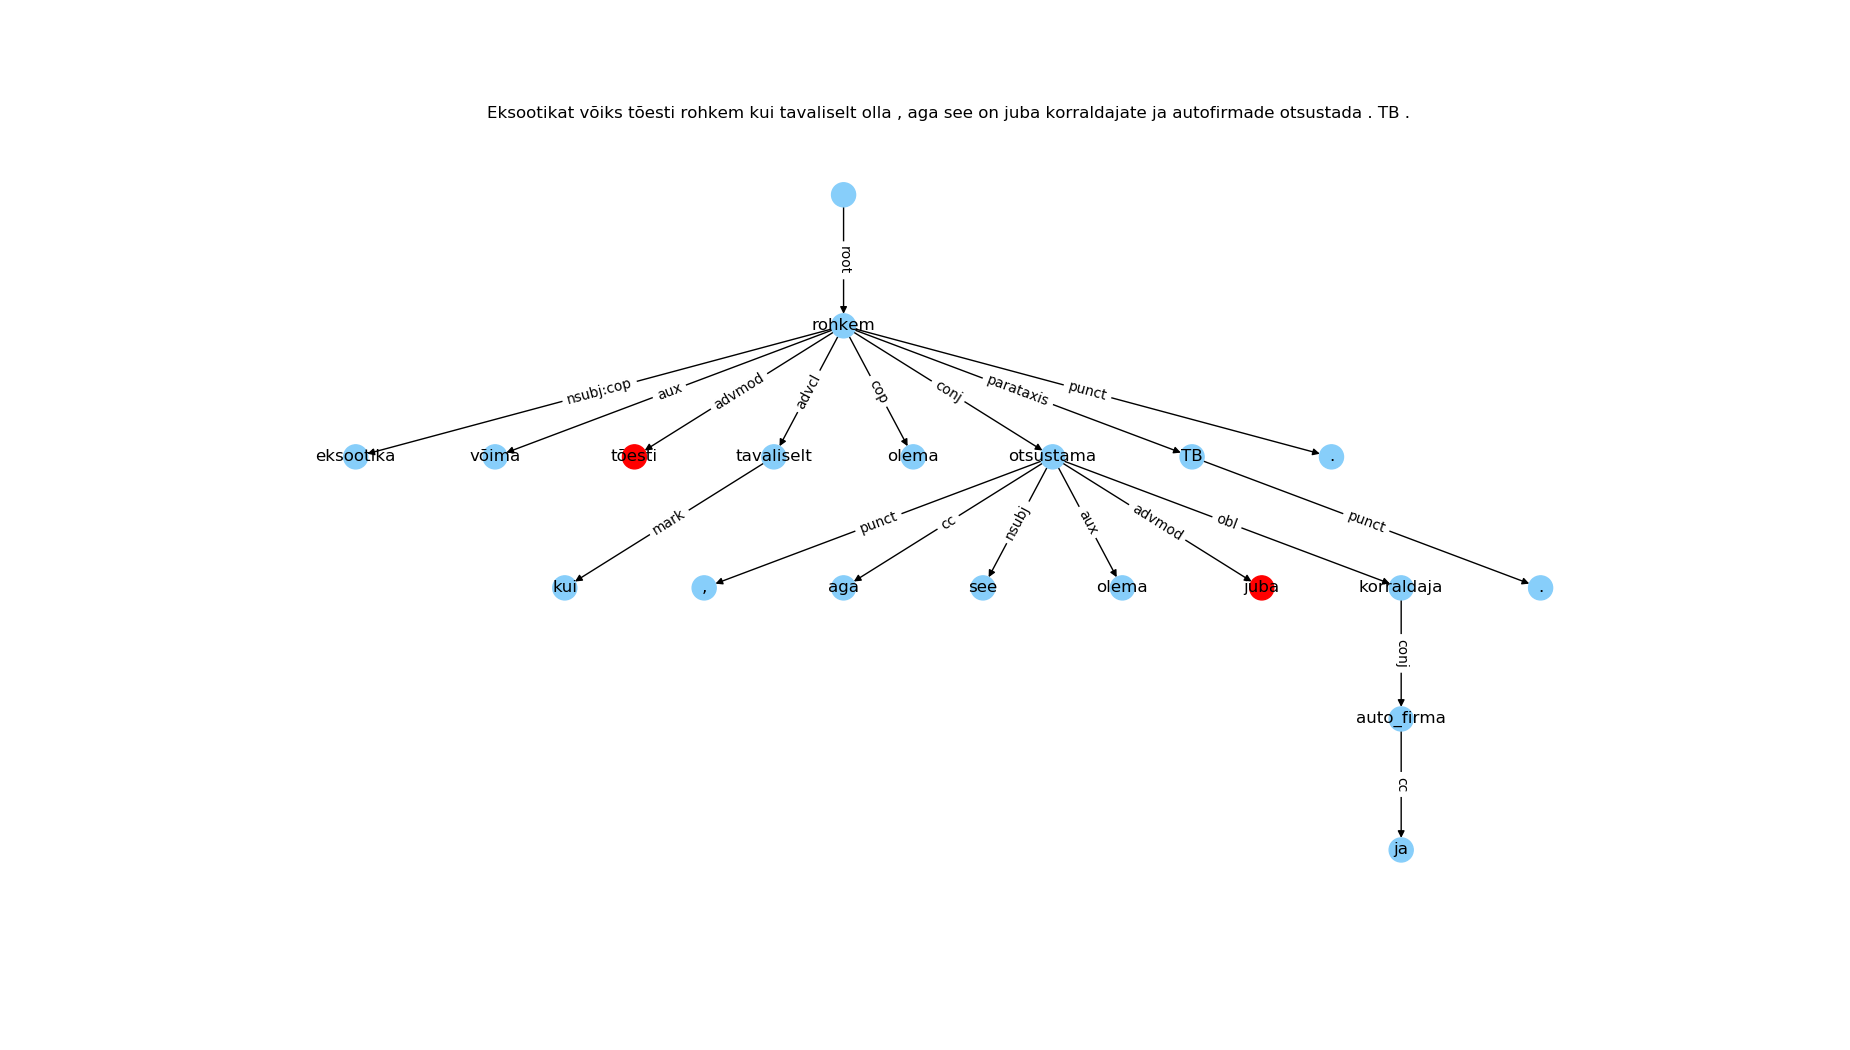 Eksootikat võiks tõesti rohkem kui tavaliselt olla , aga see on juba korraldajate ja autofirmade otsustada . TB .
root
rohkem
nsubj:cop aux advmod advcl cop conj parataxis punct
eksootika võima tõesti tavaliselt olema otsustama TB .
mark punct cc nsubj aux advmod obl punct
kui , aga see olema juba korraldaja .
conj
auto_firma
cc
ja